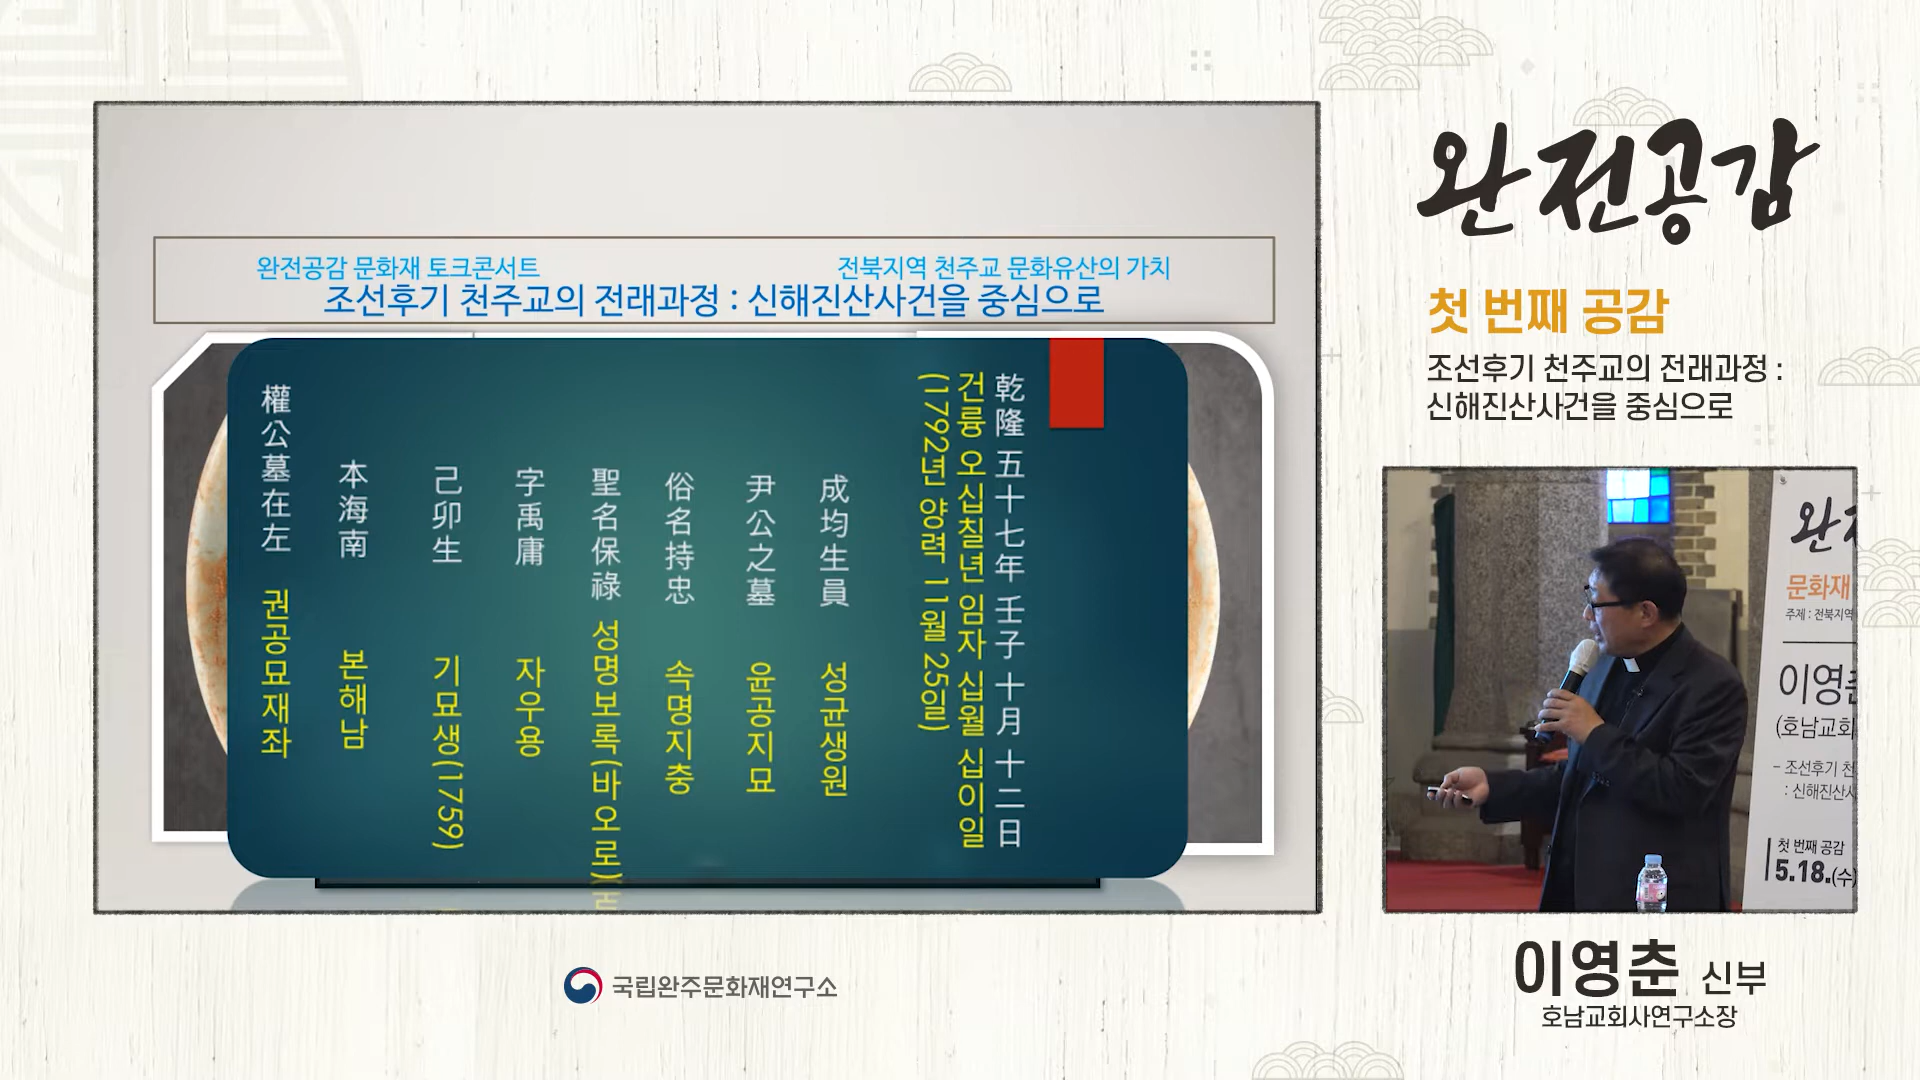 완전공감 문화재 토크콘서트
전북지역 천주교 문화유산의 가치
조선후기 천주교의 전래과정 : 신해진산사건을 중심으로
乾隆 五十七年 壬子 十月 十二日
건륭 오십칠년 임자 십월 십이일
(1792년 양력 11월 25일)
成均生員 성균생원
尹公之墓 윤공지묘
俗名持忠 속명지충
聖名保祿 성명보록(바오로)
字禹庸 자우용
己卯生 기묘생(1759)
本海南 본해남
權公墓在左 권공묘재좌
완전공감
첫 번째 공감
조선후기 천주교의 전래과정 :
신해진산사건을 중심으로
문화재
주제 : 전북지역
이영춘
(호남교회
- 조선후기 천
: 신해진산사
첫 번째 공감
5.18.(수)
이영춘 신부
호남교회사연구소장
국립완주문화재연구소